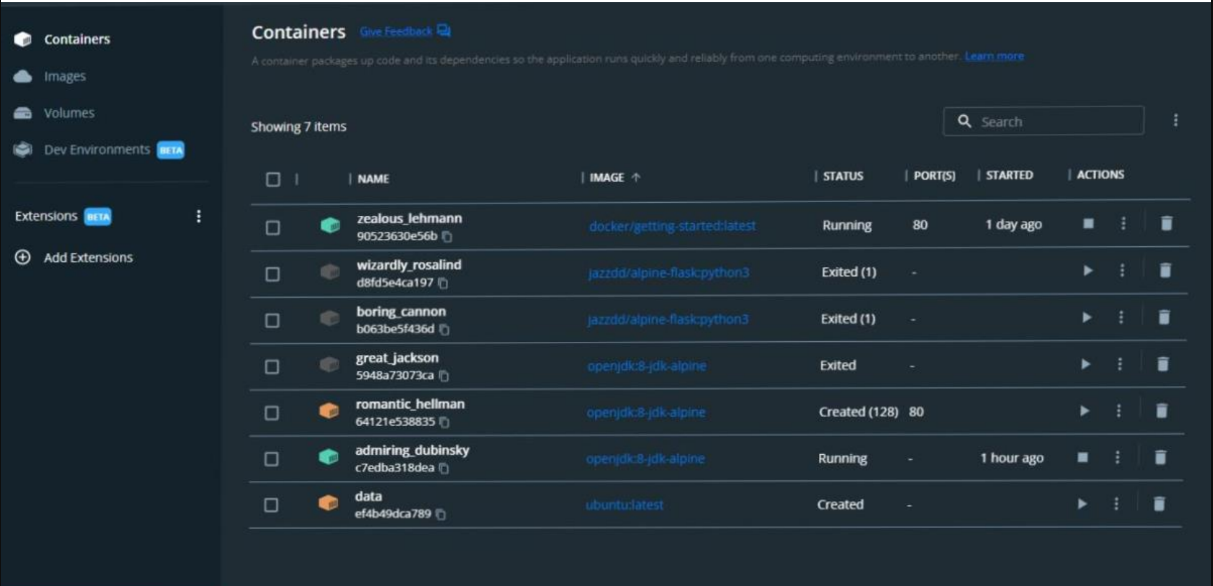 Containers
Images
Volumes
Dev Environments BETA
Extensions BETA
Add Extensions
Containers Give Feedback
A container packages up code and its dependencies so the application runs quickly and reliably from one computing environment to another. Learn more
Showing 7 items
Search
NAME IMAGE STATUS PORT(S) STARTED ACTIONS
zealous_lehmann docker/getting-started:latest Running 80 1 day ago
90523630e56b
wizardly_rosalind jazzdd/alpine-flask:python3 Exited (1) -
d8fd5e4ca197
boring_cannon jazzdd/alpine-flask:python3 Exited (1) -
b063be5f436d
great_jackson openjdk:8-jdk-alpine Exited -
5948a73073ca
romantic_hellman openjdk:8-jdk-alpine Created (128) 80
64121e538835
admiring_dubinsky openjdk:8-jdk-alpine Running - 1 hour ago
c7edba318dea
data ubuntu:latest Created -
ef4b49dca789